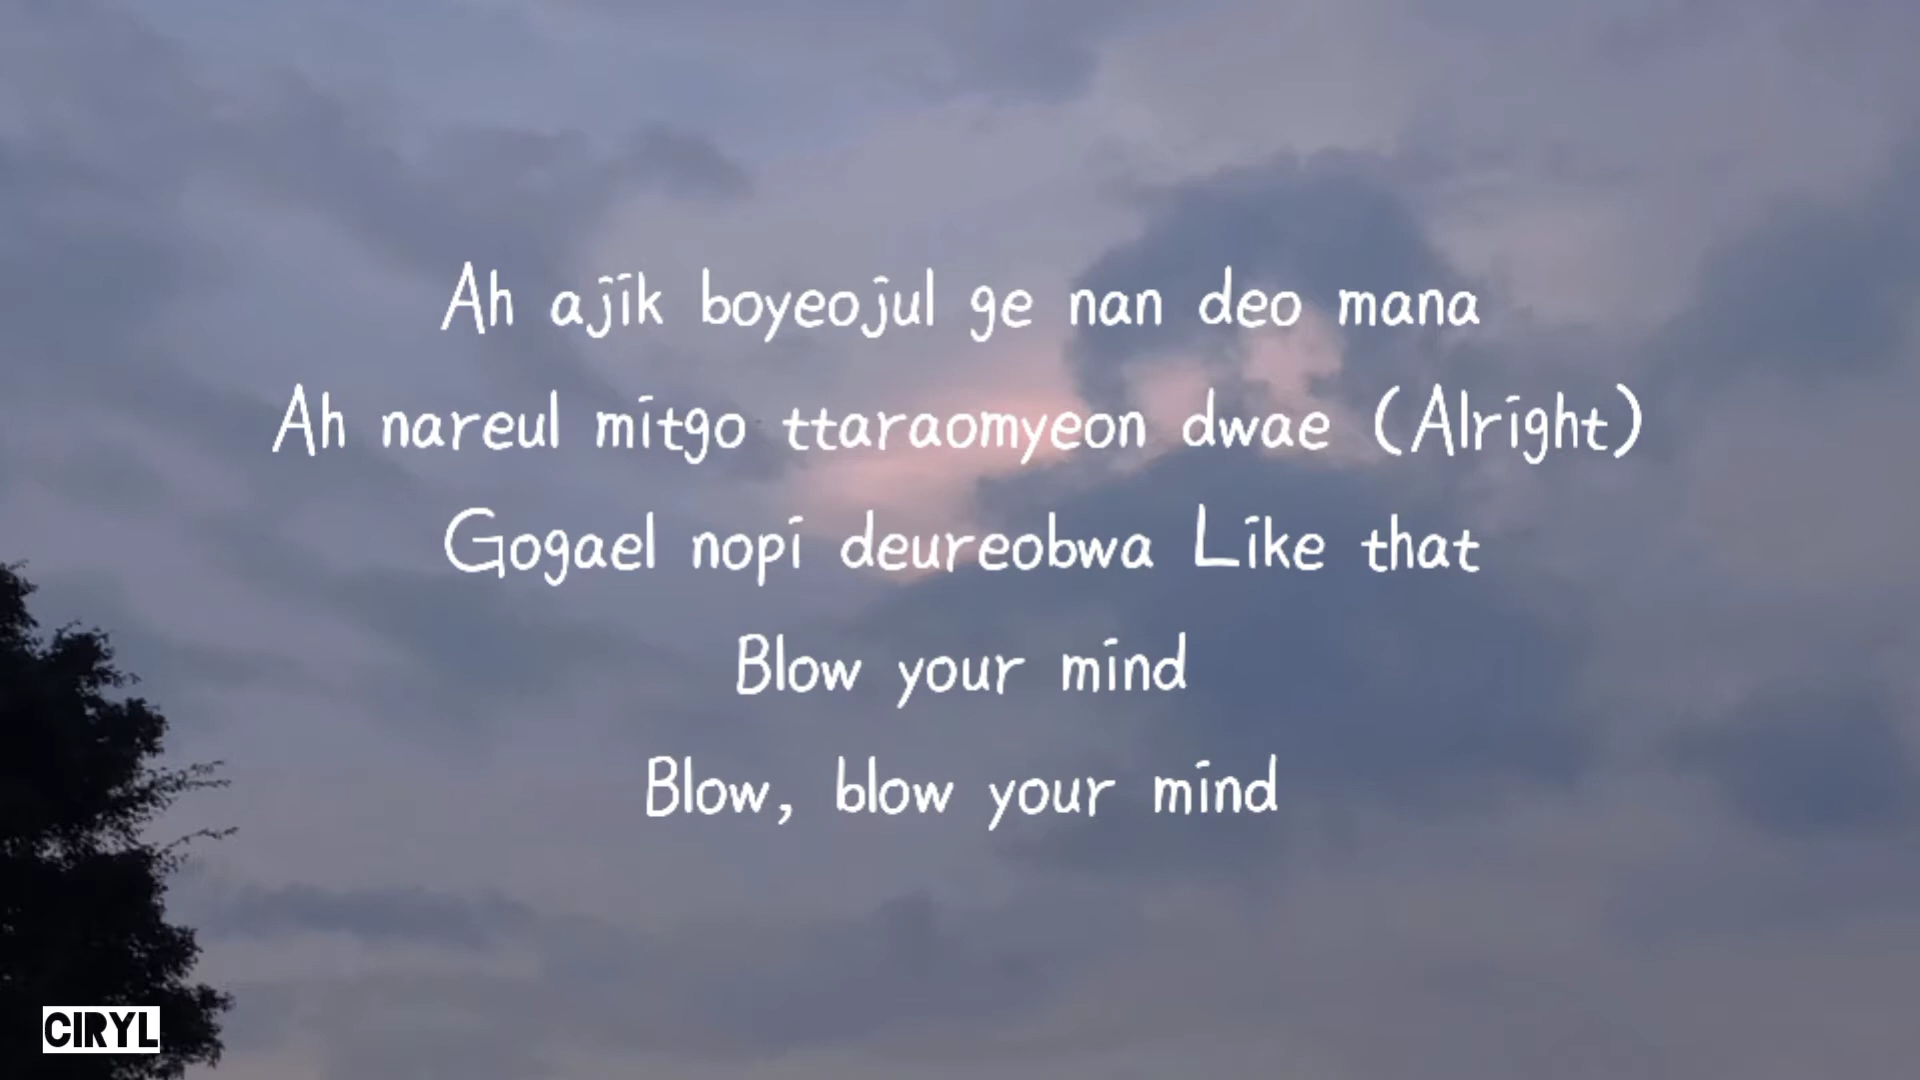 Ah ajik boyeojul ge nan deo mana
Ah nareul mitgo ttaraomyeon dwae (Alright)
Gogael nopi deureobwa Like that
Blow your mind
Blow, blow your mind
CIRYL